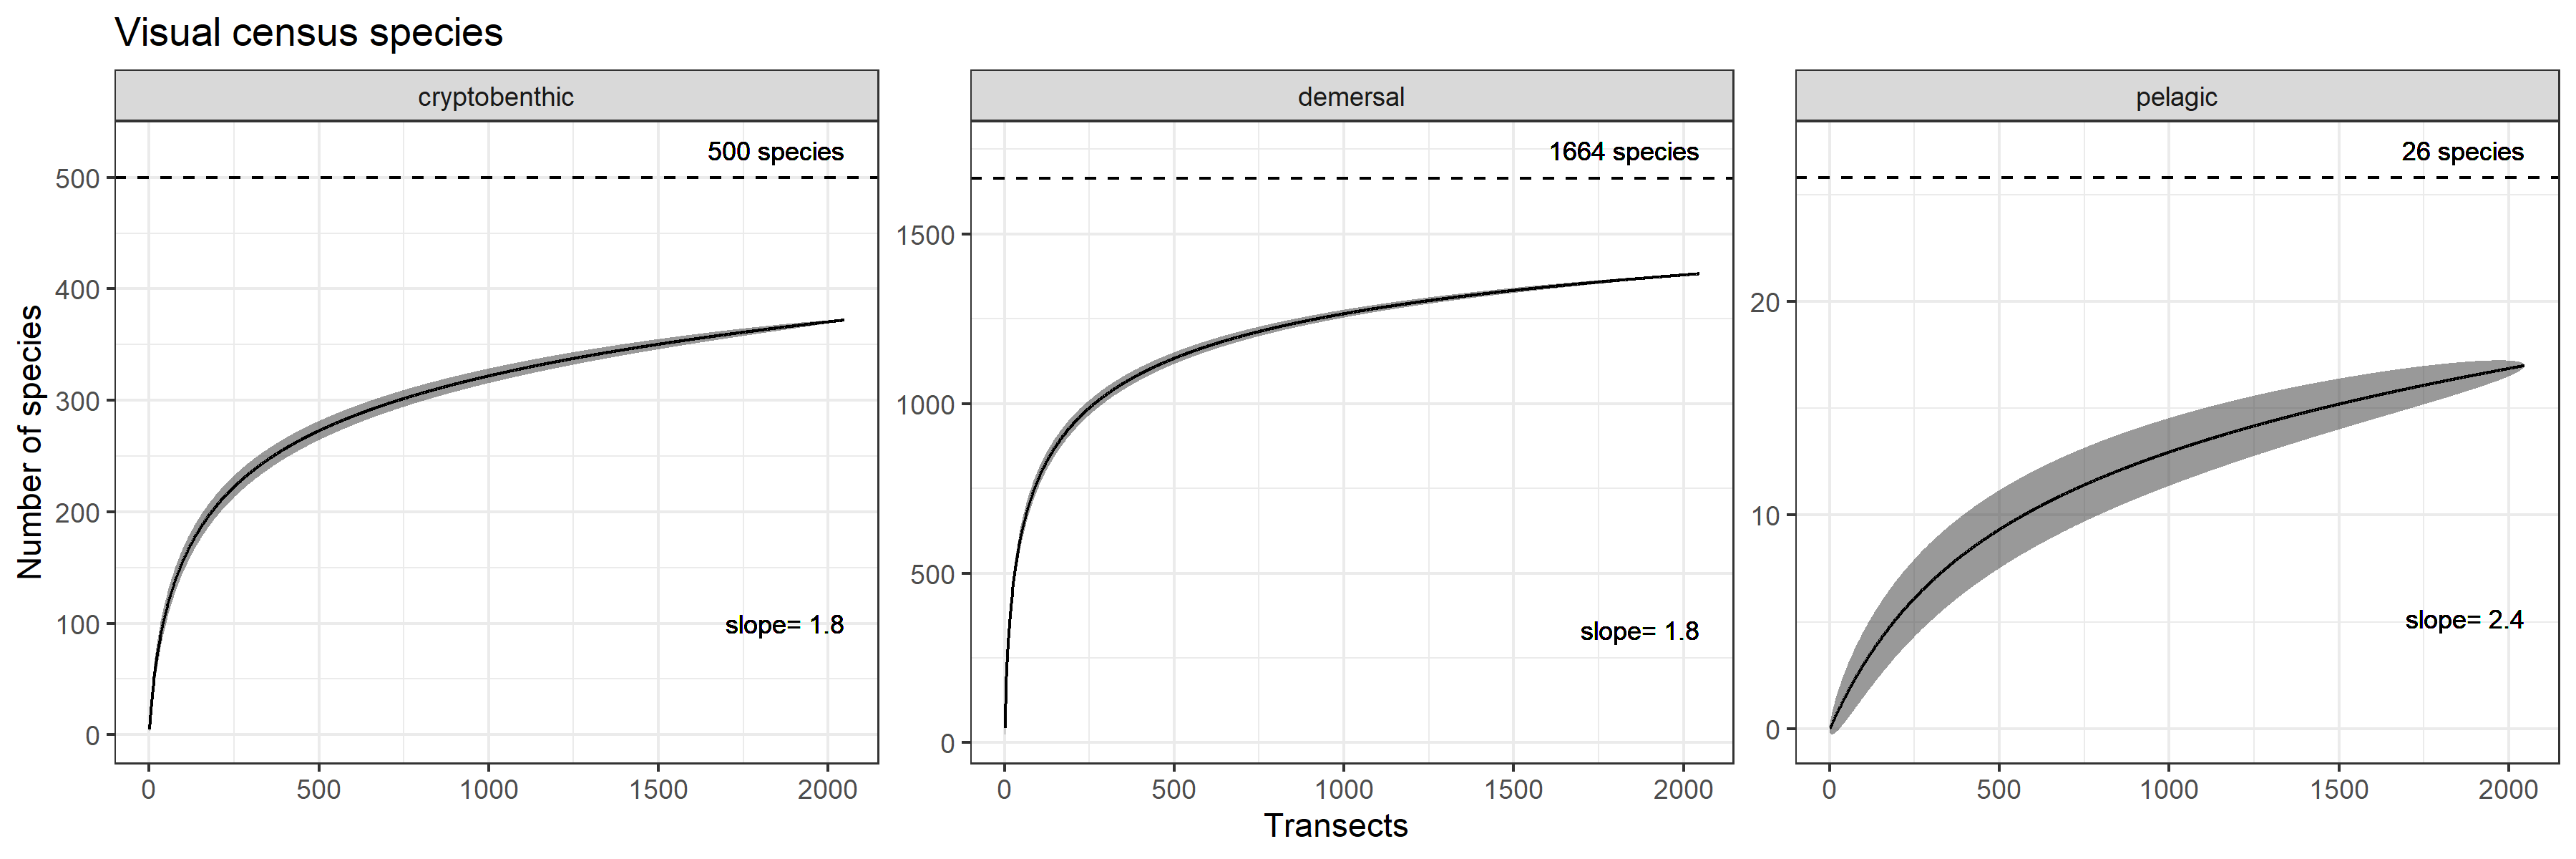 Visual census species
cryptobenthic
demersal
pelagic
Number of species
500 species
500
400
300
200
100
0
slope= 1.8
0 500 1000 1500 2000
1664 species
1500
1000
500
0
slope= 1.8
0 500 1000 1500 2000
26 species
20
10
0
slope= 2.4
0 500 1000 1500 2000
Transects